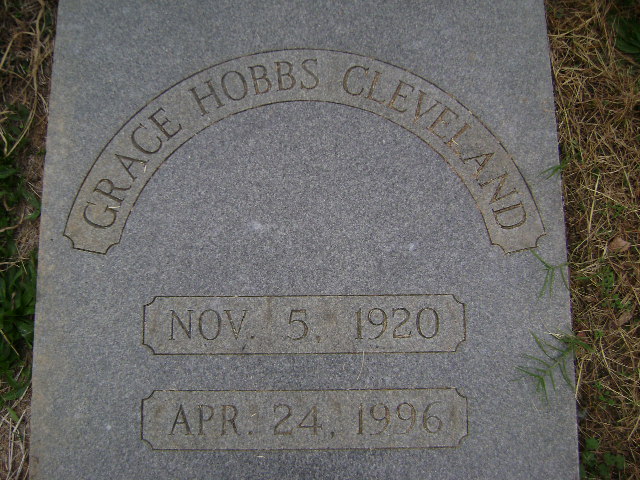 GRACE HOBBS CLEVELAND
NOV. 5, 1920
APR. 24, 1996